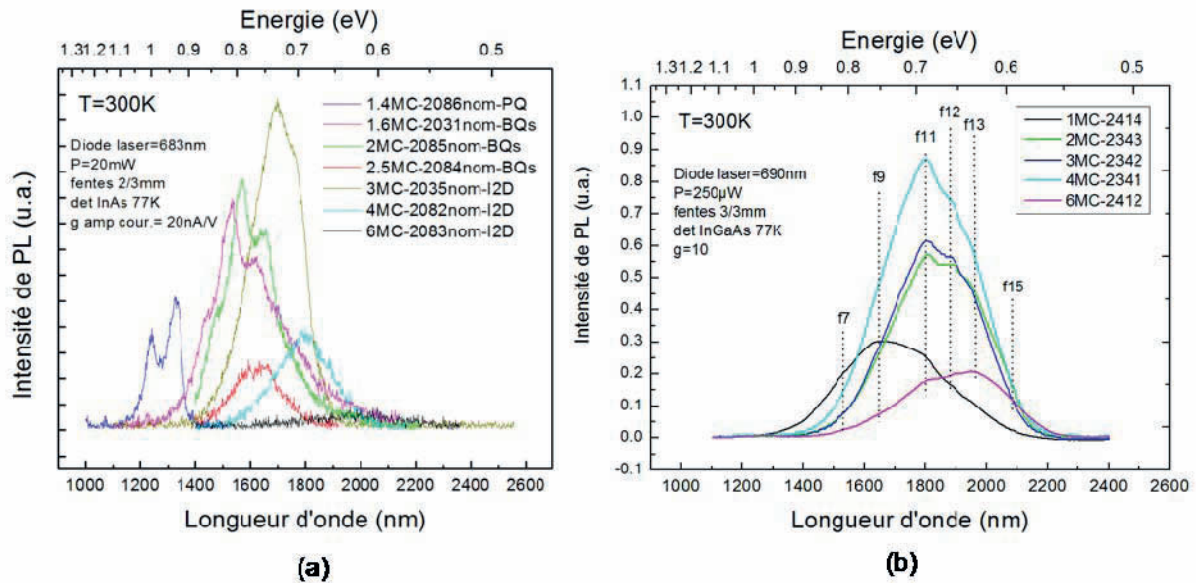 Energie (eV)
1.3 1.2 1.1 1 0.9 0.8 0.7 0.6 0.5
T=300K
Diode laser=683nm
P=20mW
fentes 2/3mm
det InAs 77K
g amp cour.= 20nA/V
1.4MC-2086nom-PQ
1.6MC-2031nom-BQs
2MC-2085nom-BQs
2.5MC-2084nom-BQs
3MC-2035nom-I2D
4MC-2082nom-I2D
6MC-2083nom-I2D
Intensité de PL (u.a.)
1000 1200 1400 1600 1800 2000 2200 2400 2600
Longueur d'onde (nm)
(a)
Energie (eV)
1.3 1.2 1.1 1 0.9 0.8 0.7 0.6 0.5
1.1
1.0
0.9
0.8
0.7
0.6
0.5
0.4
0.3
0.2
0.1
0.0
-0.1
T=300K
Diode laser=690nm
P=250µW
fentes 3/3mm
det InGaAs 77K
g=10
f7
f9
f11
f12
f13
f15
1MC-2414
2MC-2343
3MC-2342
4MC-2341
6MC-2412
Intensité de PL (u.a.)
1000 1200 1400 1600 1800 2000 2200 2400 2600
Longueur d'onde (nm)
(b)